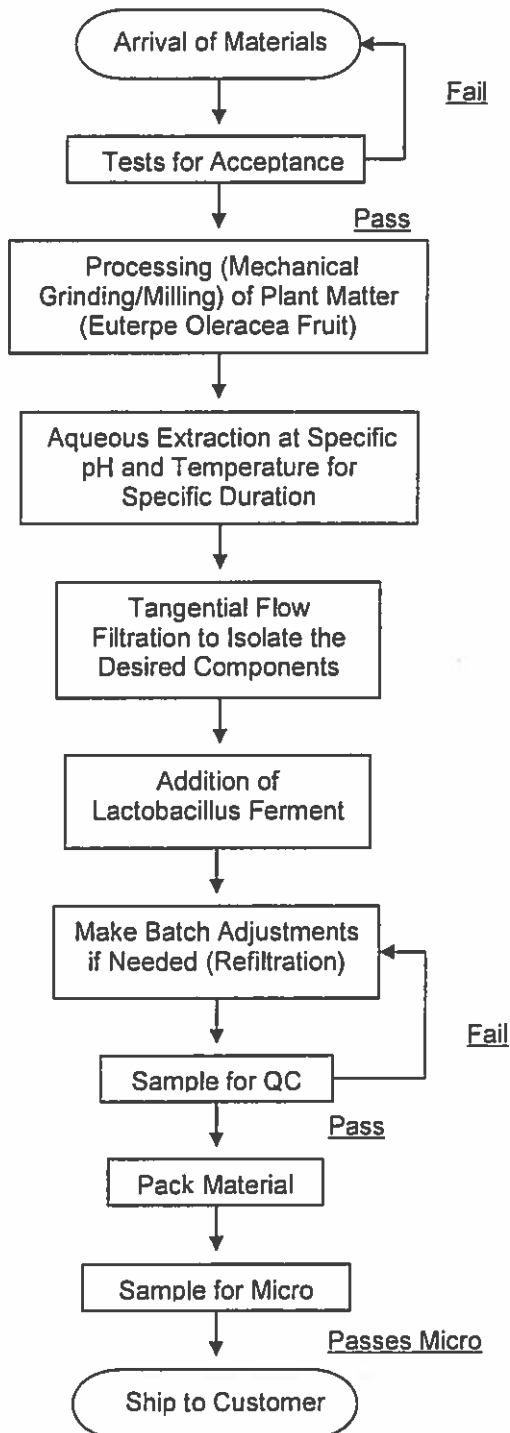 Arrival of Materials
Fail
Tests for Acceptance
Pass
Processing (Mechanical
Grinding/Milling) of Plant Matter
(Euterpe Oleracea Fruit)
Aqueous Extraction at Specific
pH and Temperature for
Specific Duration
Tangential Flow
Filtration to Isolate the
Desired Components
Addition of
Lactobacillus Ferment
Make Batch Adjustments
if Needed (Refiltration)
Fail
Sample for QC
Pass
Pack Material
Sample for Micro
Passes Micro
Ship to Customer